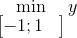 min
[−1; 1 ] y